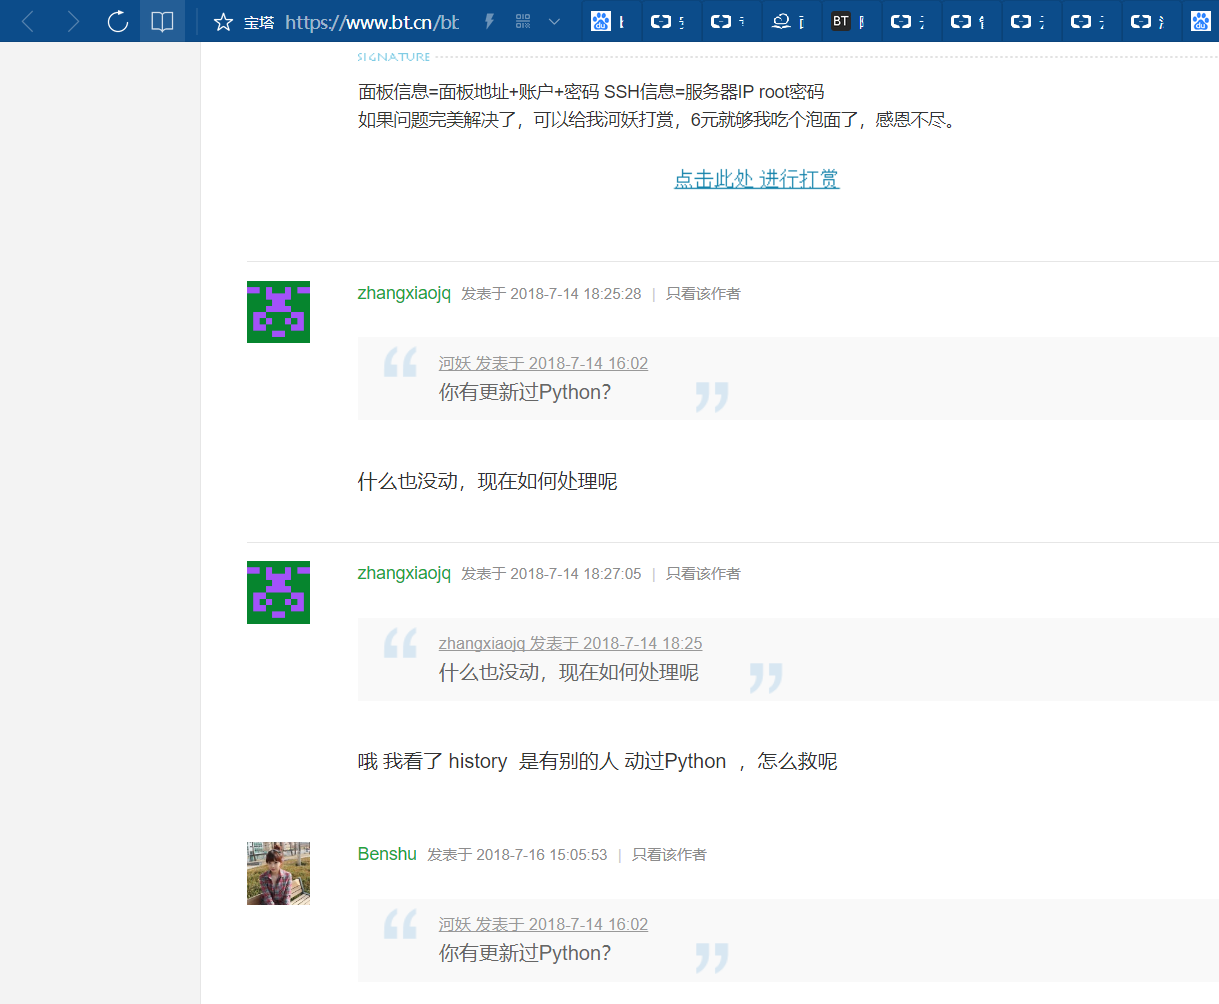 宝塔 https://www.bt.cn/bt
BT
SIGNATURE
面板信息=面板地址+账户+密码 SSH信息=服务器IP root密码
如果问题完美解决了，可以给我河妖打赏，6元就够我吃个泡面了，感恩不尽。
点击此处 进行打赏
zhangxiaojq 发表于 2018-7-14 18:25:28 | 只看该作者
河妖 发表于 2018-7-14 16:02
你有更新过Python？
什么也没动，现在如何处理呢
zhangxiaojq 发表于 2018-7-14 18:27:05 | 只看该作者
zhangxiaojq 发表于 2018-7-14 18:25
什么也没动，现在如何处理呢
哦 我看了 history 是有别的人 动过Python ，怎么救呢
Benshu 发表于 2018-7-16 15:05:53 | 只看该作者
河妖 发表于 2018-7-14 16:02
你有更新过Python？